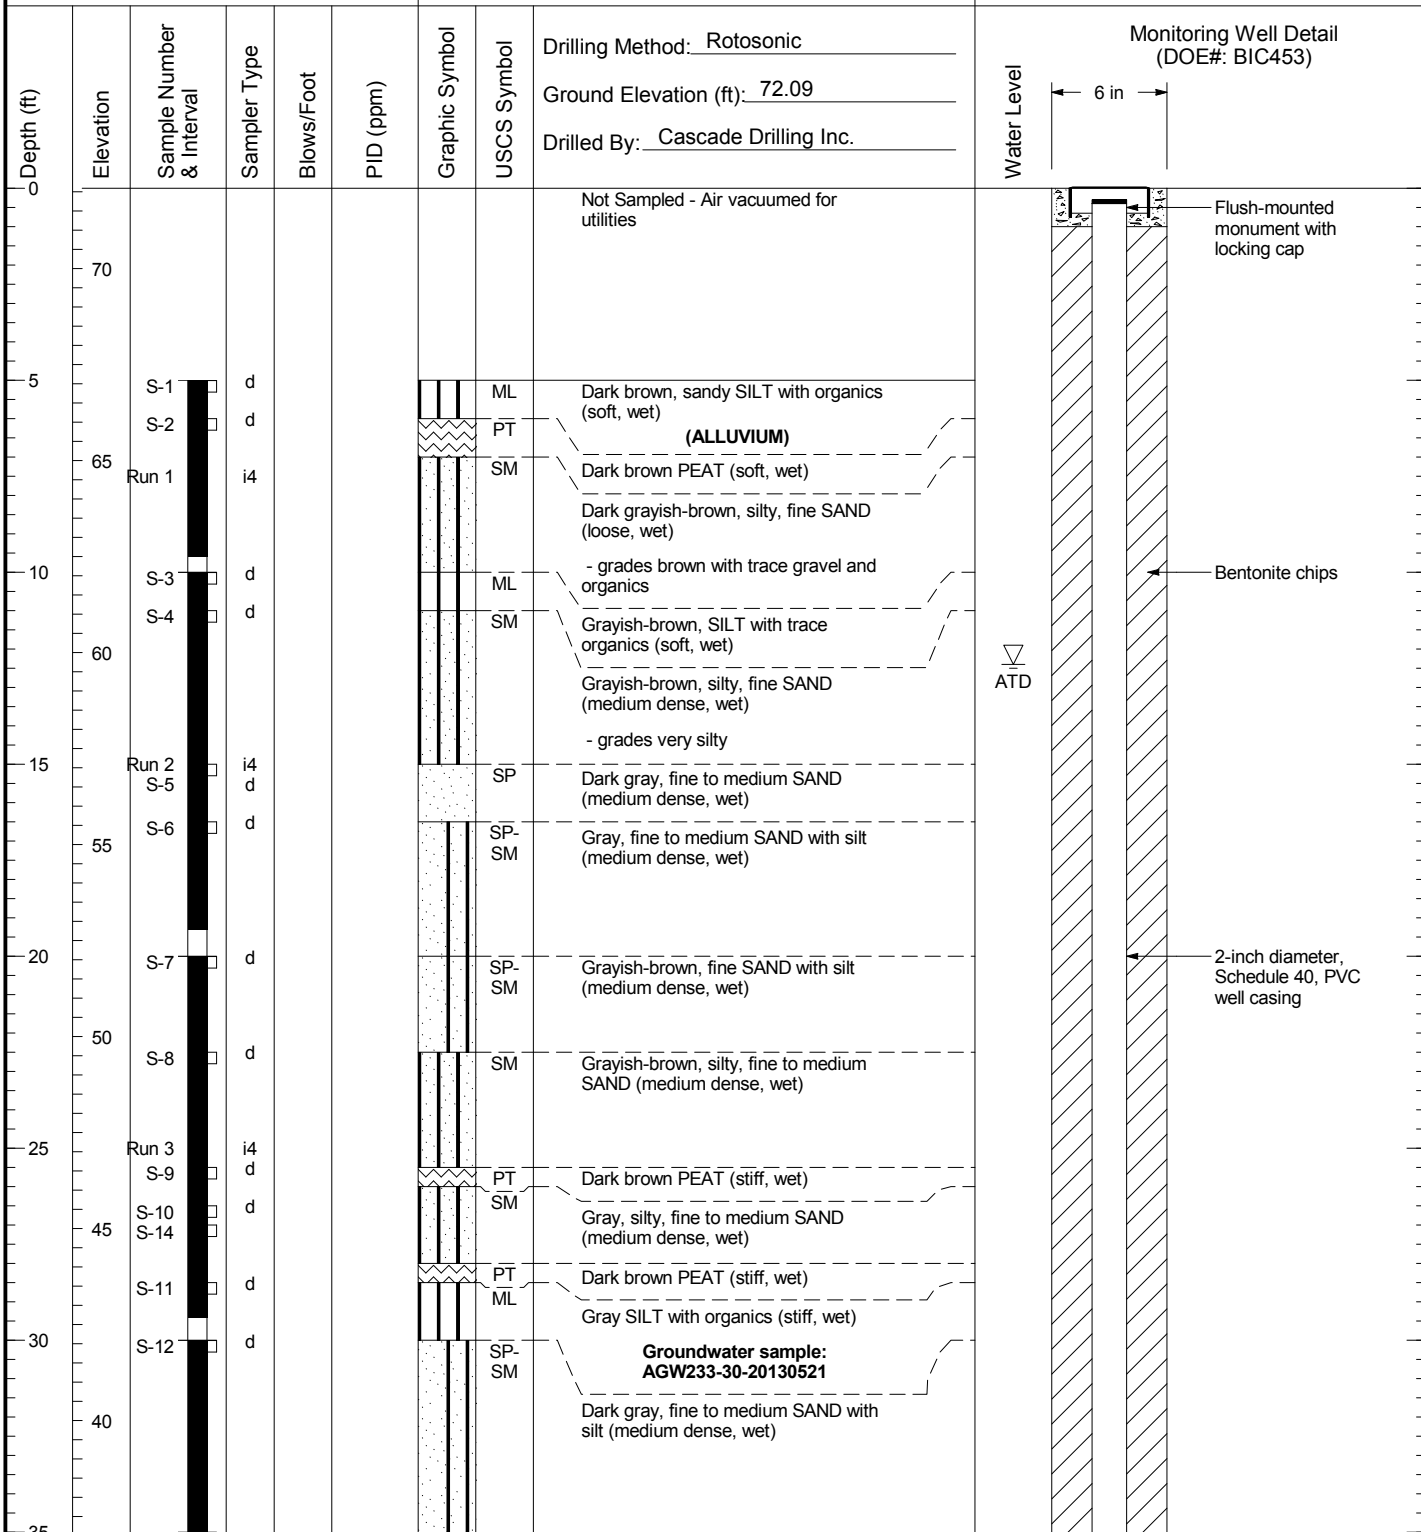 Depth (ft)
Elevation
Sample Number
& Interval
Sampler Type
Blows/Foot
PID (ppm)
Graphic Symbol
USCS Symbol
Drilling Method: Rotosonic
Ground Elevation (ft): 72.09
Drilled By: Cascade Drilling Inc.
Water Level
Monitoring Well Detail
(DOE#: BIC453)
6 in
0
Not Sampled - Air vacuumed for
utilities
Flush-mounted
monument with
locking cap
70
5
S-1
d
ML
Dark brown, sandy SILT with organics
(soft, wet)
S-2
d
PT
(ALLUVIUM)
65
Run 1
i4
SM
Dark brown PEAT (soft, wet)
Dark grayish-brown, silty, fine SAND
(loose, wet)
- grades brown with trace gravel and
organics
10
S-3
d
ML
Bentonite chips
S-4
d
SM
Grayish-brown, SILT with trace
organics (soft, wet)
60
ATD
Grayish-brown, silty, fine SAND
(medium dense, wet)
- grades very silty
15
Run 2
i4
S-5
d
SP
Dark gray, fine to medium SAND
(medium dense, wet)
S-6
d
55
SP-
SM
Gray, fine to medium SAND with silt
(medium dense, wet)
20
S-7
d
SP-
SM
Grayish-brown, fine SAND with silt
(medium dense, wet)
2-inch diameter,
Schedule 40, PVC
well casing
50
S-8
d
SM
Grayish-brown, silty, fine to medium
SAND (medium dense, wet)
25
Run 3
i4
S-9
d
PT
Dark brown PEAT (stiff, wet)
S-10
d
SM
45
S-14
Gray, silty, fine to medium SAND
(medium dense, wet)
S-11
d
PT
Dark brown PEAT (stiff, wet)
ML
Gray SILT with organics (stiff, wet)
30
S-12
d
SP-
SM
Groundwater sample:
AGW233-30-20130521
40
Dark gray, fine to medium SAND with
silt (medium dense, wet)
35